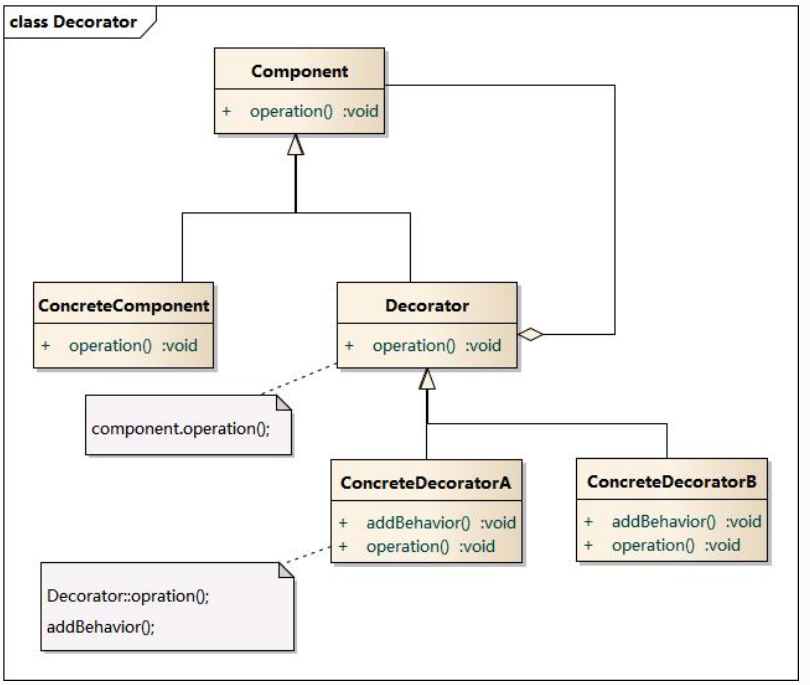 class Decorator
Component
+ operation() :void
ConcreteComponent
+ operation() :void
Decorator
+ operation() :void
component.operation();
ConcreteDecoratorA
+ addBehavior() :void
+ operation() :void
ConcreteDecoratorB
+ addBehavior() :void
+ operation() :void
Decorator::opration();
addBehavior();